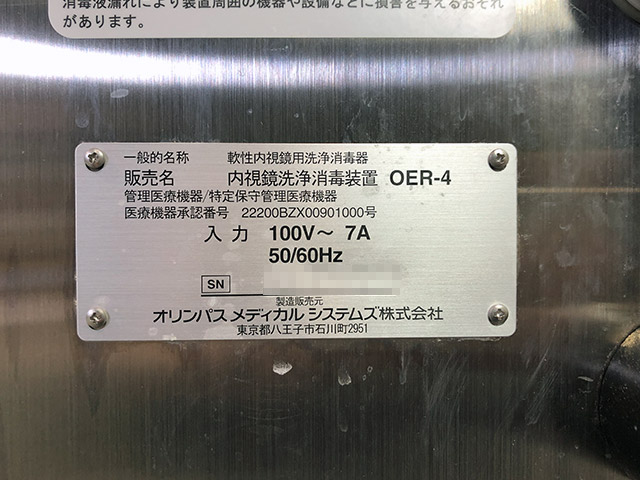 消毒液漏れにより装置周囲の機器や設備などに損害を与えるおそれ
があります。
一般的名称 軟性内視鏡用洗浄消毒器
販売名 内視鏡洗浄消毒装置 OER-4
管理医療機器/特定保守管理医療機器
医療機器承認番号 22200BZX00901000号
入力 100V〜 7A
50/60Hz
SN
製造販売元
オリンパス メディカル システムズ株式会社
東京都八王子市石川町2951